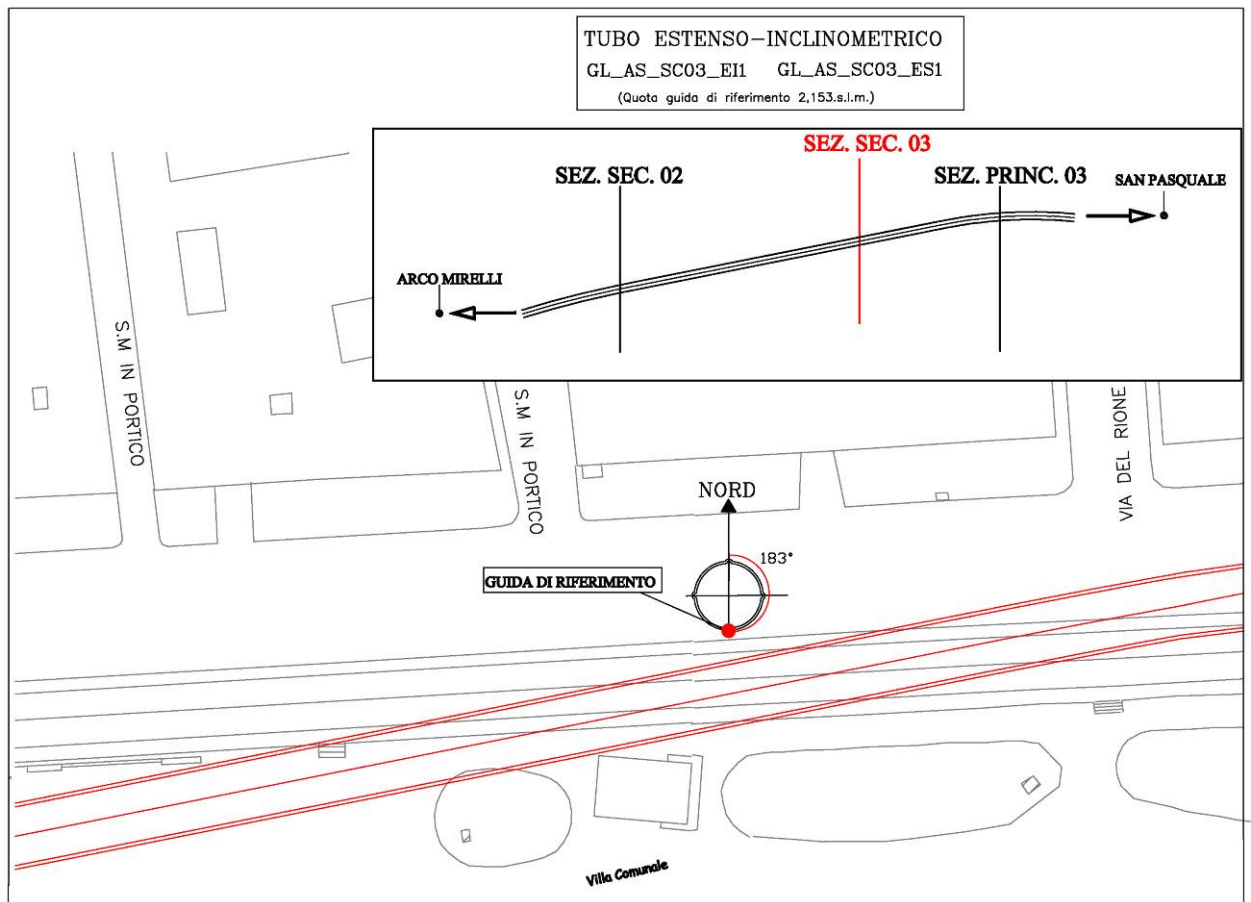 TUBO ESTENSO-INCLINOMETRICO
GL_AS_SC03_EI1 GL_AS_SC03_ES1
(Quota guida di riferimento 2,153.s.l.m.)
SEZ. SEC. 03
SEZ. SEC. 02
SEZ. PRINC. 03
SAN PASQUALE
ARCO MIRELLI
S.M IN PORTICO
S.M IN PORTICO
VIA DEL RIONE
NORD
183°
GUIDA DI RIFERIMENTO
Villa Comunale